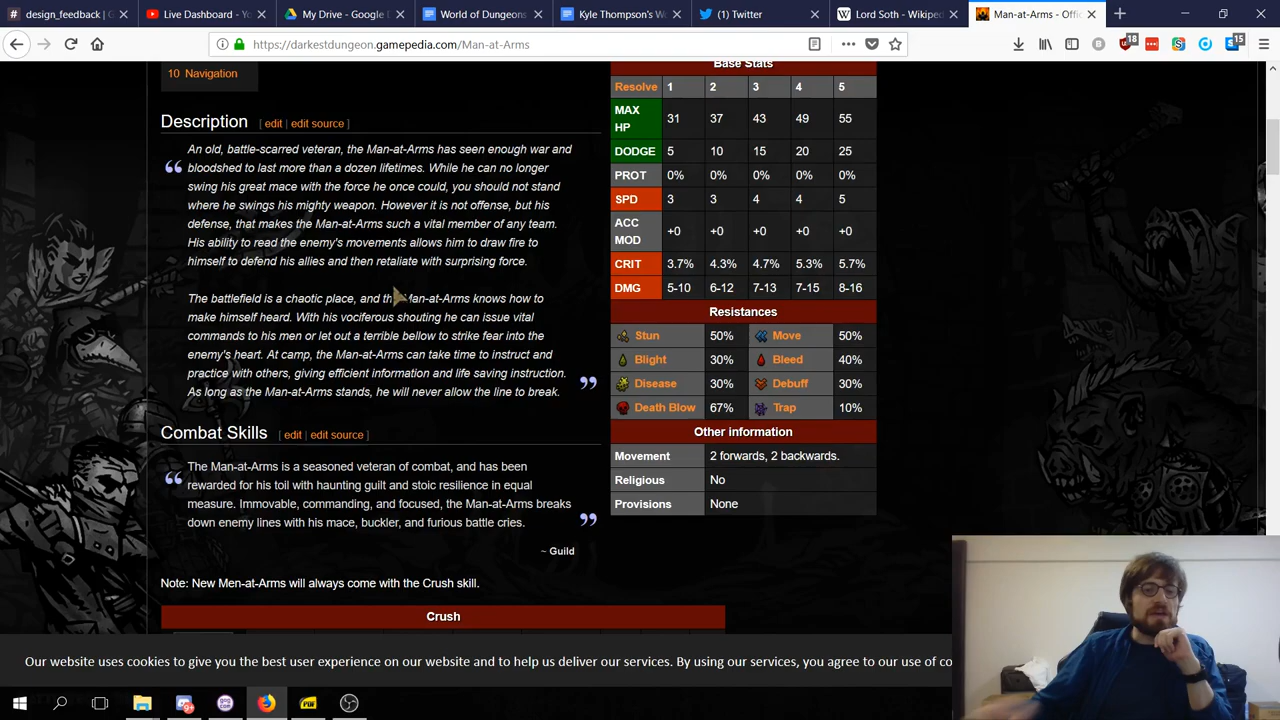 design_feedback | G
Live Dashboard - Yo
My Drive - Google D
World of Dungeons
Kyle Thompson's Wo
(1) Twitter
Lord Soth - Wikiped
Man-at-Arms - Offi
https://darkestdungeon.gamepedia.com/Man-at-Arms
18
15
10 Navigation
Description [ edit | edit source ]
An old, battle-scarred veteran, the Man-at-Arms has seen enough war and
bloodshed to last more than a dozen lifetimes. While he can no longer
swing his great mace with the force he once could, you should not stand
where he swings his mighty weapon. However it is not offense, but his
defense, that makes the Man-at-Arms such a vital member of any team.
His ability to read the enemy's movements allows him to draw fire to
himself to defend his allies and then retaliate with surprising force.
The battlefield is a chaotic place, and the Man-at-Arms knows how to
make himself heard. With his vociferous shouting he can issue vital
commands to his men or let out a terrible bellow to strike fear into the
enemy's heart. At camp, the Man-at-Arms can take time to instruct and
practice with others, giving efficient information and life saving instruction.
As long as the Man-at-Arms stands, he will never allow the line to break.
Combat Skills [ edit | edit source ]
The Man-at-Arms is a seasoned veteran of combat, and has been
rewarded for his toil with haunting guilt and stoic resilience in equal
measure. Immovable, commanding, and focused, the Man-at-Arms breaks
down enemy lines with his mace, buckler, and furious battle cries.
~ Guild
Note: New Men-at-Arms will always come with the Crush skill.
Crush
Base Stats
Resolve 1 2 3 4 5
MAX HP 31 37 43 49 55
DODGE 5 10 15 20 25
PROT 0% 0% 0% 0% 0%
SPD 3 3 4 4 5
ACC MOD +0 +0 +0 +0 +0
CRIT 3.7% 4.3% 4.7% 5.3% 5.7%
DMG 5-10 6-12 7-13 7-15 8-16
Resistances
Stun 50% Move 50%
Blight 30% Bleed 40%
Disease 30% Debuff 30%
Death Blow 67% Trap 10%
Other information
Movement 2 forwards, 2 backwards.
Religious No
Provisions None
Our website uses cookies to give you the best user experience on our website and to help us deliver our services. By using our services, you agree to our use of co